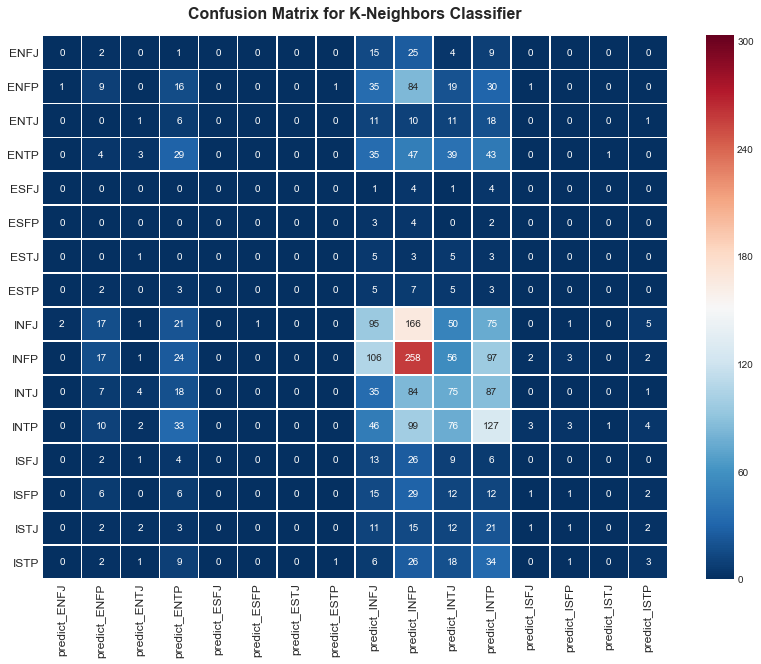 Confusion Matrix for K-Neighbors Classifier
ENFJ 0 2 0 1 0 0 0 0 15 25 4 9 0 0 0 0
ENFP 1 9 0 16 0 0 0 1 35 84 19 30 1 0 0 0
ENTJ 0 0 1 6 0 0 0 0 11 10 11 18 0 0 0 1
ENTP 0 4 3 29 0 0 0 0 35 47 39 43 0 0 1 0
ESFJ 0 0 0 0 0 0 0 0 1 4 1 4 0 0 0 0
ESFP 0 0 0 0 0 0 0 0 3 4 0 2 0 0 0 0
ESTJ 0 0 1 0 0 0 0 0 5 3 5 3 0 0 0 0
ESTP 0 2 0 3 0 0 0 0 5 7 5 3 0 0 0 0
INFJ 2 17 1 21 0 1 0 0 95 166 50 75 0 1 0 5
INFP 0 17 1 24 0 0 0 0 106 258 56 97 2 3 0 2
INTJ 0 7 4 18 0 0 0 0 35 84 75 87 0 0 0 1
INTP 0 10 2 33 0 0 0 0 46 99 76 127 3 3 1 4
ISFJ 0 2 1 4 0 0 0 0 13 26 9 6 0 0 0 0
ISFP 0 6 0 6 0 0 0 0 15 29 12 12 1 1 0 2
ISTJ 0 2 2 3 0 0 0 0 11 15 12 21 1 1 0 2
ISTP 0 2 1 9 0 0 0 1 6 26 18 34 0 1 0 3
predict_ENFJ
predict_ENFP
predict_ENTJ
predict_ENTP
predict_ESFJ
predict_ESFP
predict_ESTJ
predict_ESTP
predict_INFJ
predict_INFP
predict_INTJ
predict_INTP
predict_ISFJ
predict_ISFP
predict_ISTJ
predict_ISTP
300
240
180
120
60
0